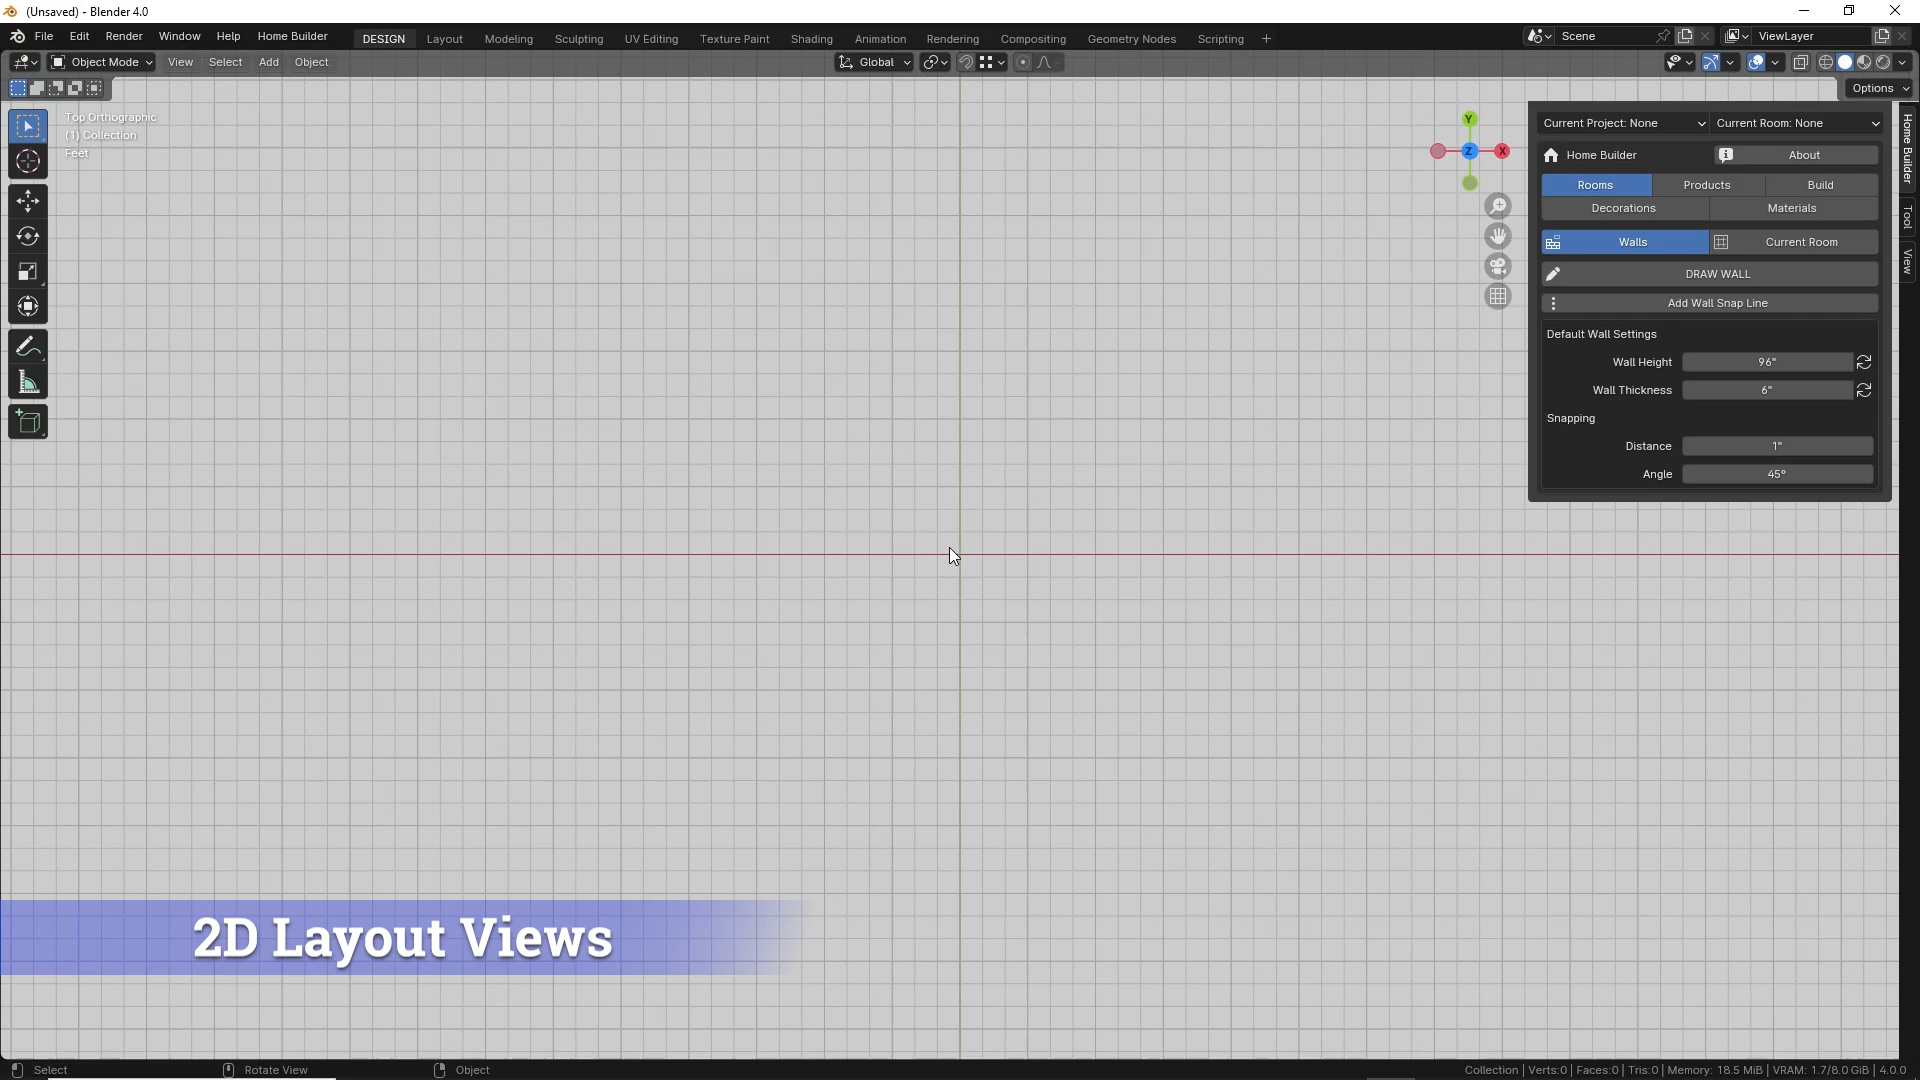 (Unsaved) - Blender 4.0
File Edit Render Window Help Home Builder DESIGN Layout Modeling Sculpting UV Editing Texture Paint Shading Animation Rendering Compositing Geometry Nodes Scripting + Scene ViewLayer
Object Mode View Select Add Object Global
Options
Top Orthographic
(1) Collection
Feet
Y
Z X
Current Project: None Current Room: None
Home Builder About
Rooms Products Build
Decorations Materials
Walls Current Room
DRAW WALL
Add Wall Snap Line
Default Wall Settings
Wall Height 96"
Wall Thickness 6"
Snapping
Distance 1"
Angle 45°
Home Builder
Tool
View
2D Layout Views
Select Rotate View Object Collection | Verts:0 | Faces:0 | Tris:0 | Memory: 18.5 MiB | VRAM: 1.7/8.0 GiB | 4.0.0